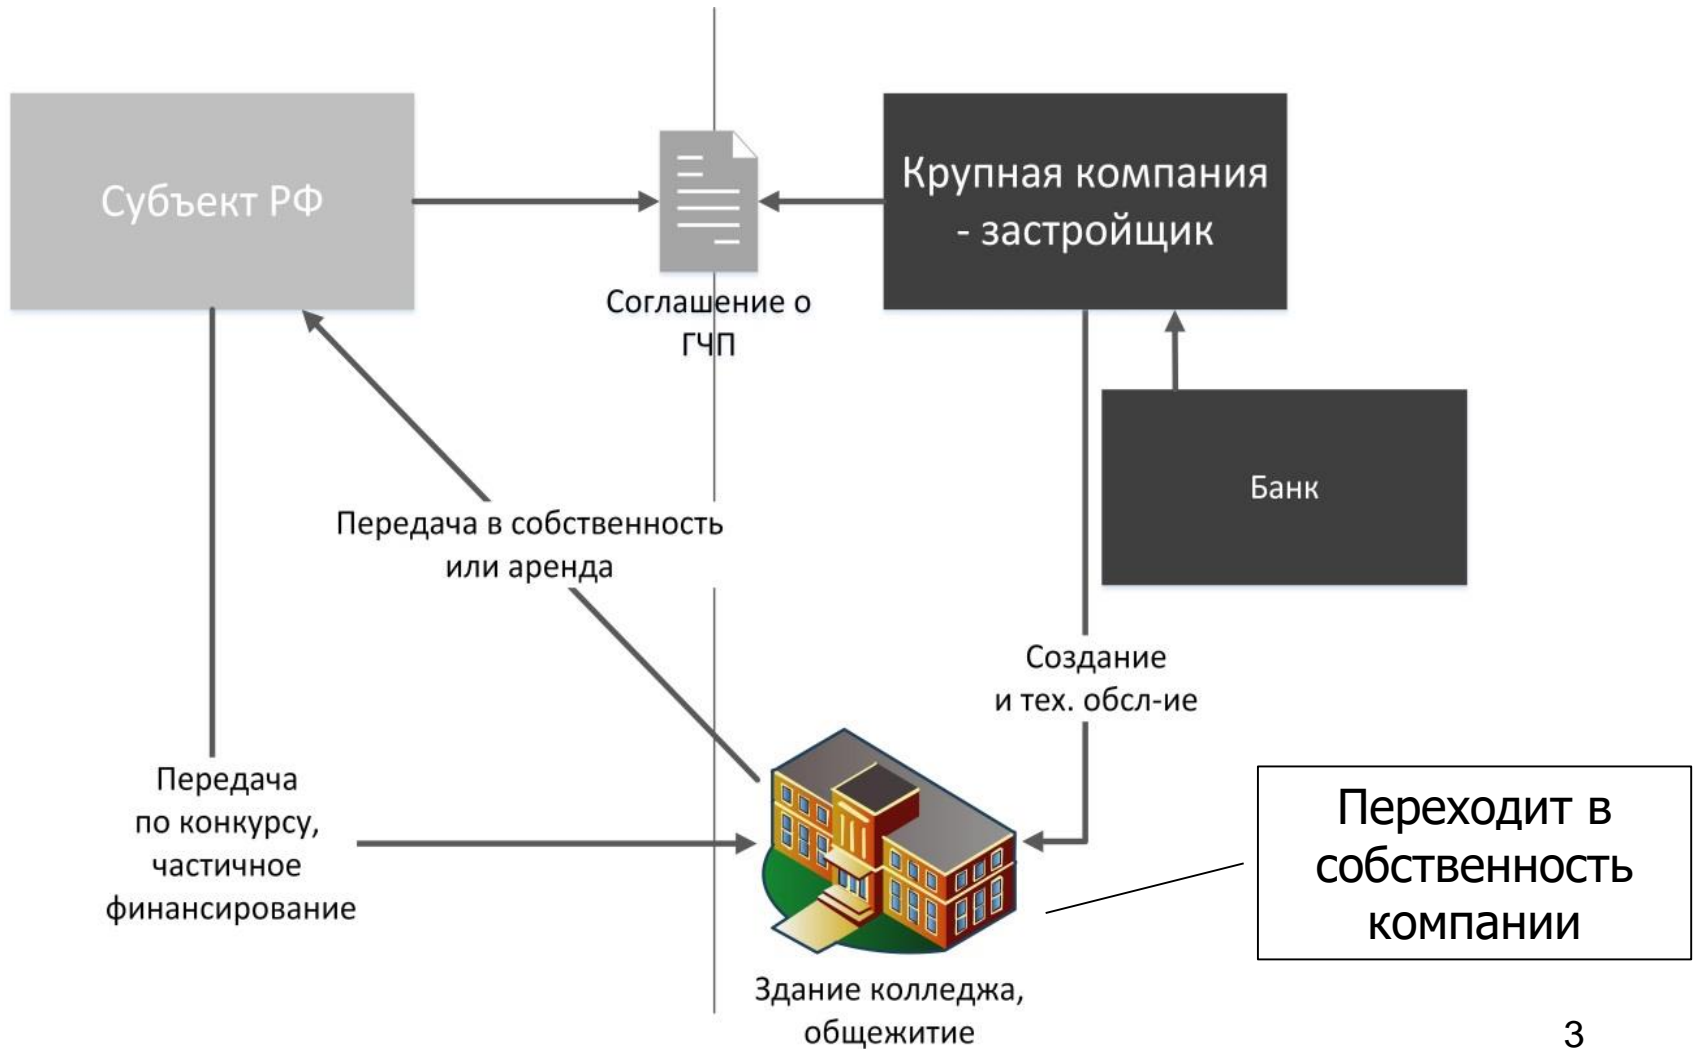 Субъект РФ
Крупная компания
- застройщик
Соглашение о
ГЧП
Банк
Передача в собственность
или аренда
Создание
и тех. обсл-ие
Передача
по конкурсу,
частичное
финансирование
Переходит в
собственность
компании
Здание колледжа,
общежитие
3